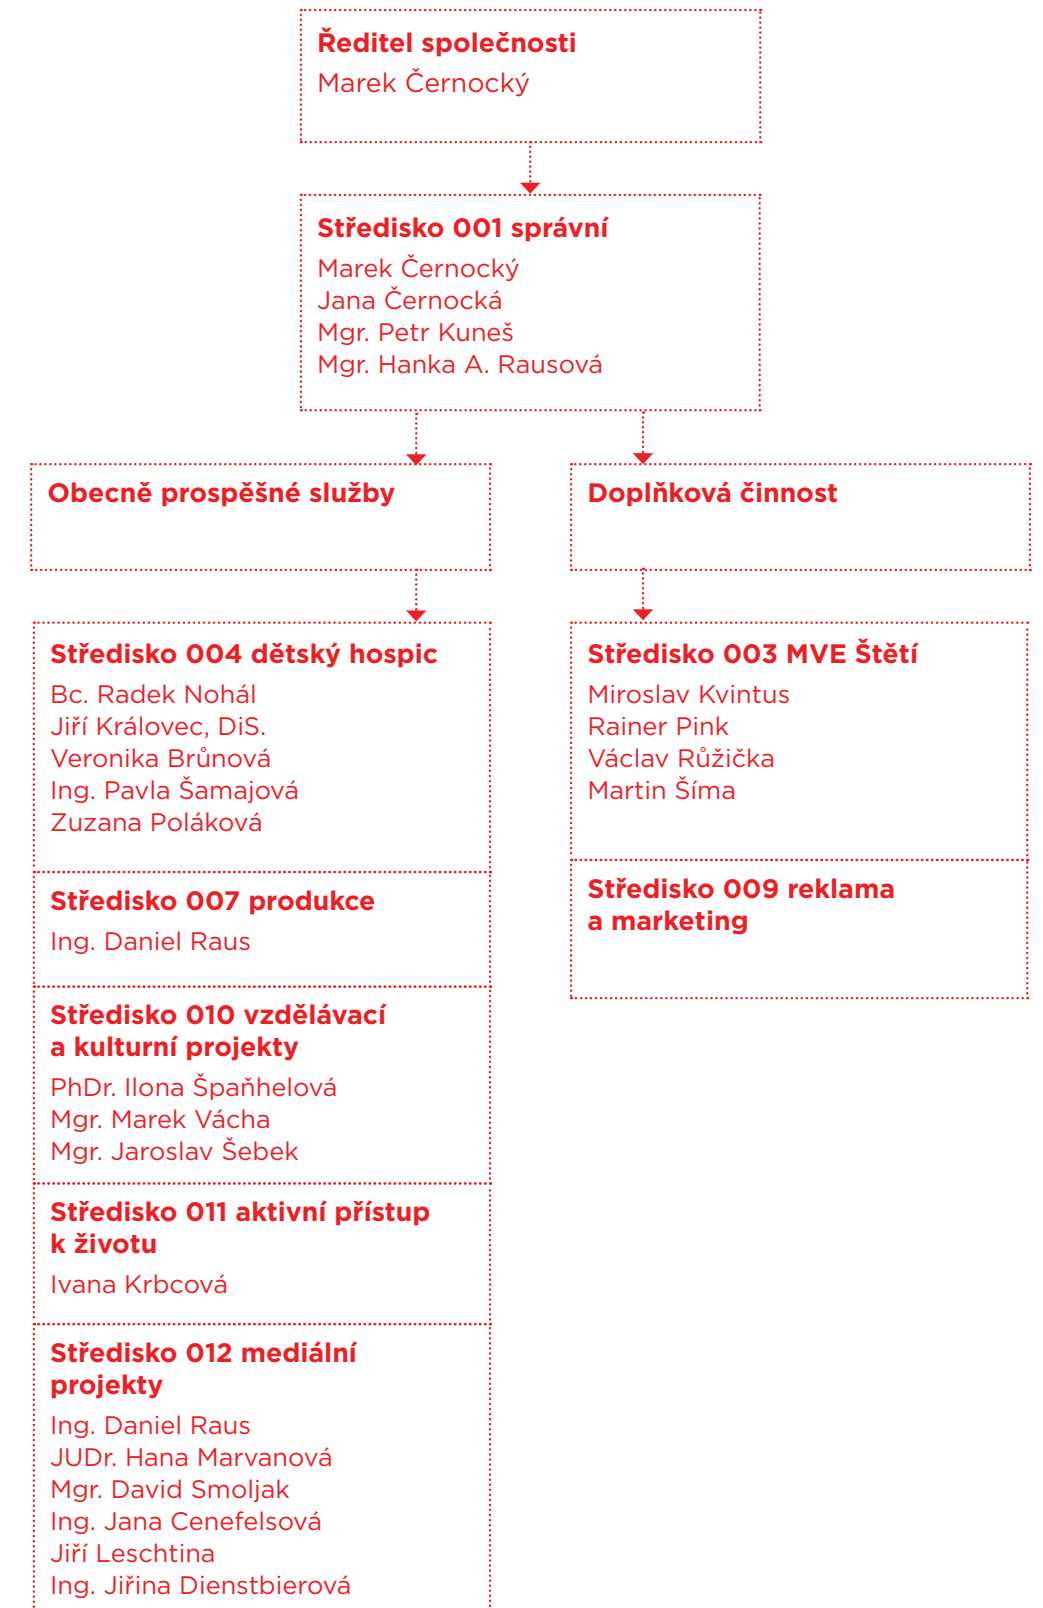 Ředitel společnosti
Marek Černocký
Středisko 001 správní
Marek Černocký
Jana Černocká
Mgr. Petr Kuneš
Mgr. Hanka A. Rausová
Obecně prospěšné služby
Doplňková činnost
Středisko 004 dětský hospic
Bc. Radek Nohál
Jiří Královec, DiS.
Veronika Brůnová
Ing. Pavla Šamajová
Zuzana Poláková
Středisko 007 produkce
Ing. Daniel Raus
Středisko 010 vzdělávací
a kulturní projekty
PhDr. Ilona Špaňhelová
Mgr. Marek Vácha
Mgr. Jaroslav Šebek
Středisko 011 aktivní přístup
k životu
Ivana Krbcová
Středisko 012 mediální
projekty
Ing. Daniel Raus
JUDr. Hana Marvanová
Mgr. David Smoljak
Ing. Jana Cenefelsová
Jiří Leschtina
Ing. Jiřina Dienstbierová
Středisko 003 MVE Štětí
Miroslav Kvintus
Rainer Pink
Václav Růžička
Martin Šíma
Středisko 009 reklama
a marketing